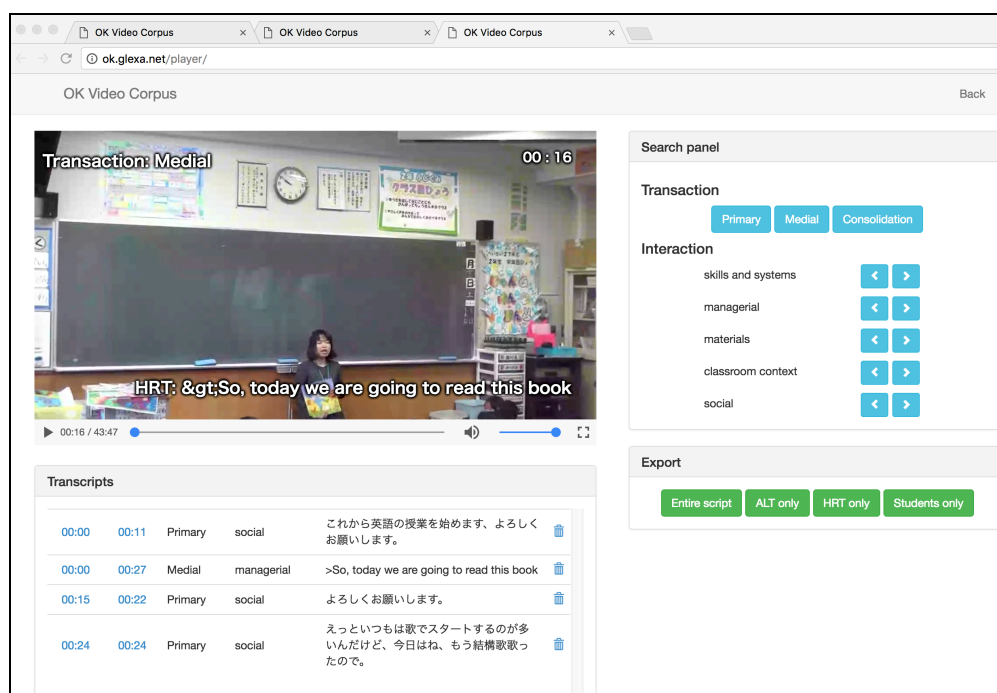 OK Video Corpus
OK Video Corpus
OK Video Corpus
ok.glexa.net/player/
OK Video Corpus
Back
Transaction: Medial
00 : 16
クラス目ひょう
HRT: &gt;So, today we are going to read this book
00:16 / 43:47
Search panel
Transaction
Primary
Medial
Consolidation
Interaction
skills and systems
managerial
materials
classroom context
social
Export
Entire script
ALT only
HRT only
Students only
Transcripts
00:00 00:11 Primary social これから英語の授業を始めます、よろしく
お願いします。
00:00 00:27 Medial managerial >So, today we are going to read this book
00:15 00:22 Primary social よろしくお願いします。
00:24 00:24 Primary social えっといつもは歌でスタートするのが多
いんだけど、今日はね、もう結構歌歌っ
たので。